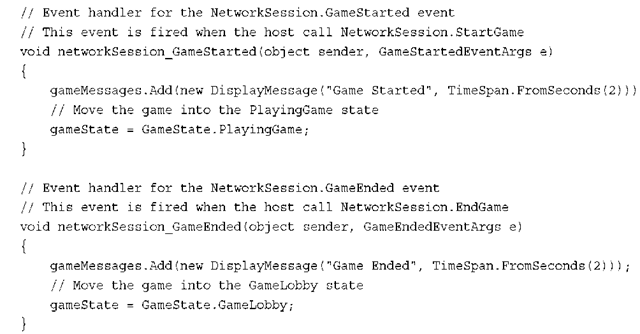 // Event handler for the NetworkSession.GameStarted event
// This event is fired when the host call NetworkSession.StartGame
void networkSession_GameStarted(object sender, GameStartedEventArgs e)
{
gameMessages.Add(new DisplayMessage("Game Started", TimeSpan.FromSeconds(2)))
// Move the game into the PlayingGame state
gameState = GameState.PlayingGame;
}
// Event handler for the NetworkSession.GameEnded event
// This event is fired when the host call NetworkSession.EndGame
void networkSession_GameEnded(object sender, GameEndedEventArgs e)
{
gameMessages.Add(new DisplayMessage("Game Ended", TimeSpan.FromSeconds(2)));
// Move the game into the GameLobby state
gameState = GameState.GameLobby;
}